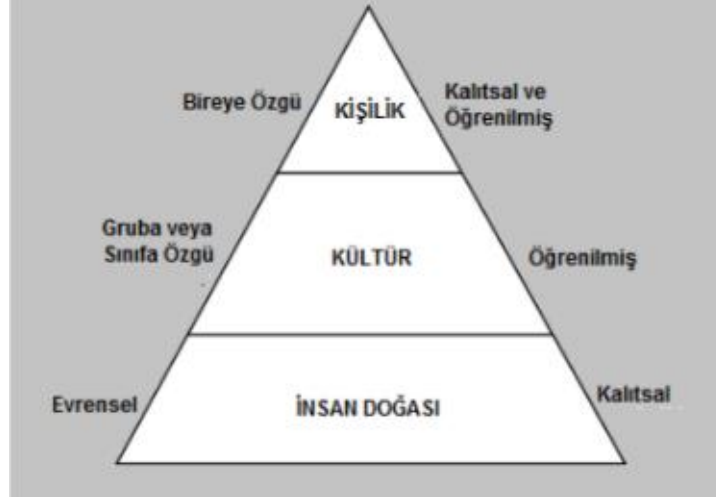 Bireye Özgü
KİŞİLİK
Kalıtsal ve
Öğrenilmiş
Gruba veya
Sınıfa Özgü
KÜLTÜR
Öğrenilmiş
Evrensel
İNSAN DOĞASI
Kalıtsal